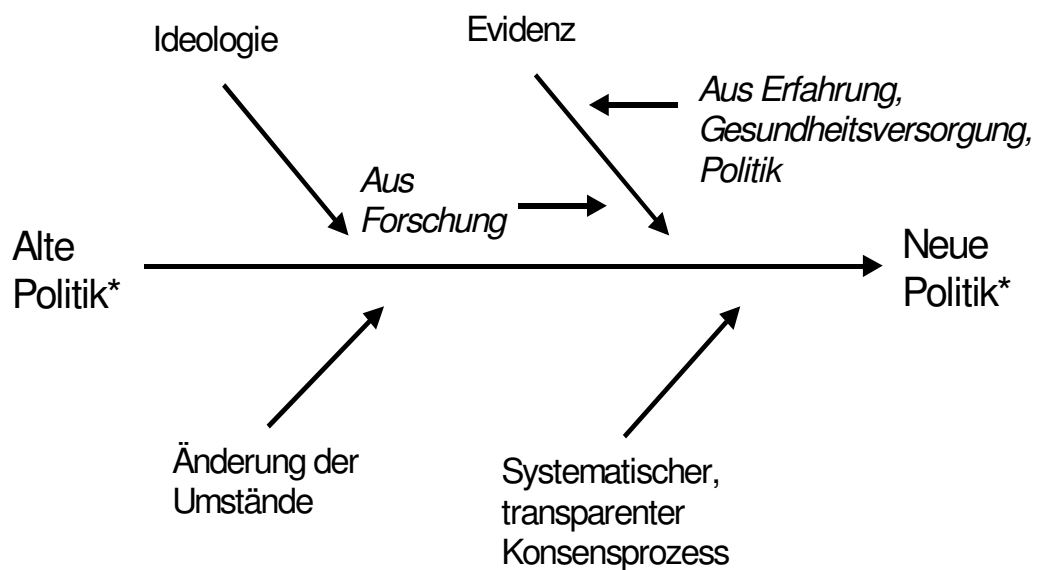 Ideologie
Evidenz
Aus Erfahrung,
Gesundheitsversorgung,
Politik
Aus
Forschung
Alte
Politik*
Neue
Politik*
Änderung der
Umstände
Systematischer,
transparenter
Konsensprozess